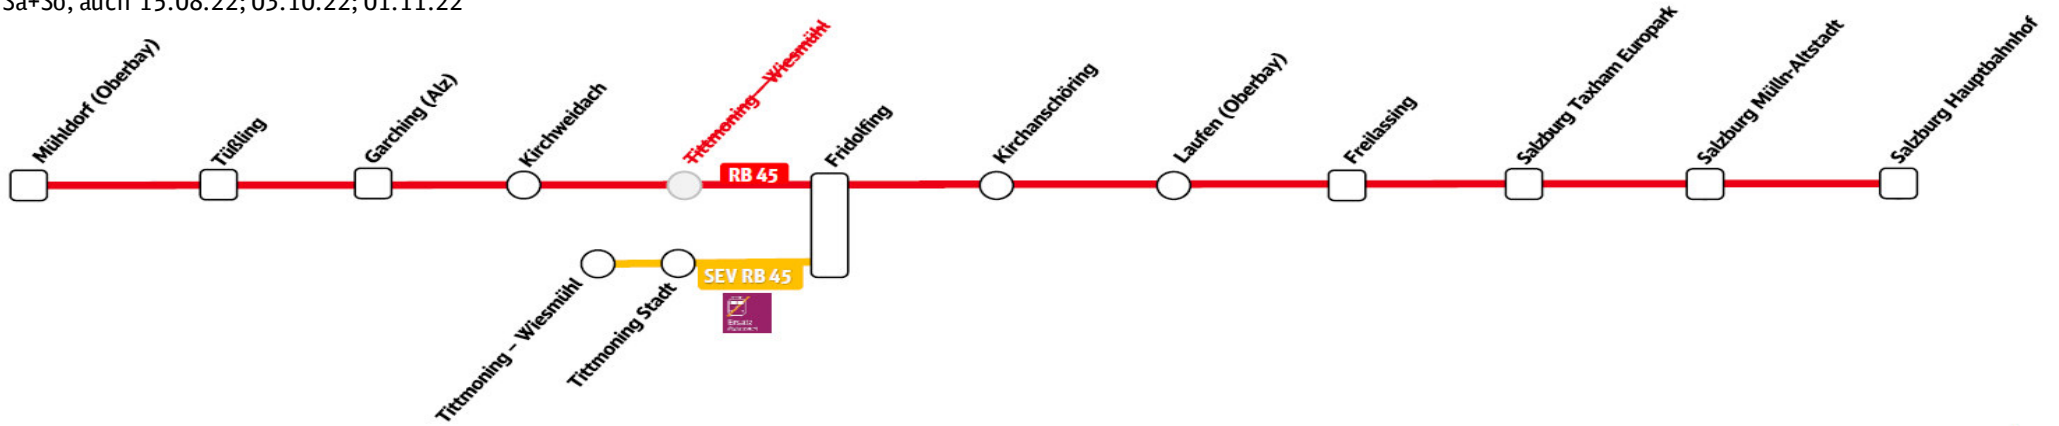 Sa+So, auch 15.08.22; 03.10.22; 01.11.22
Mühldorf (Oberbay)
Tüßling
Garching (Alz)
Kirchweidach
Tittmoning – Wiesmühl
RB 45
Fridolfing
Kirchanschöring
Laufen (Oberbay)
Freilassing
Salzburg Taxham Europark
Salzburg Mülln-Altstadt
Salzburg Hauptbahnhof
Tittmoning – Wiesmühl
Tittmoning Stadt
SEV RB 45
Ersatz